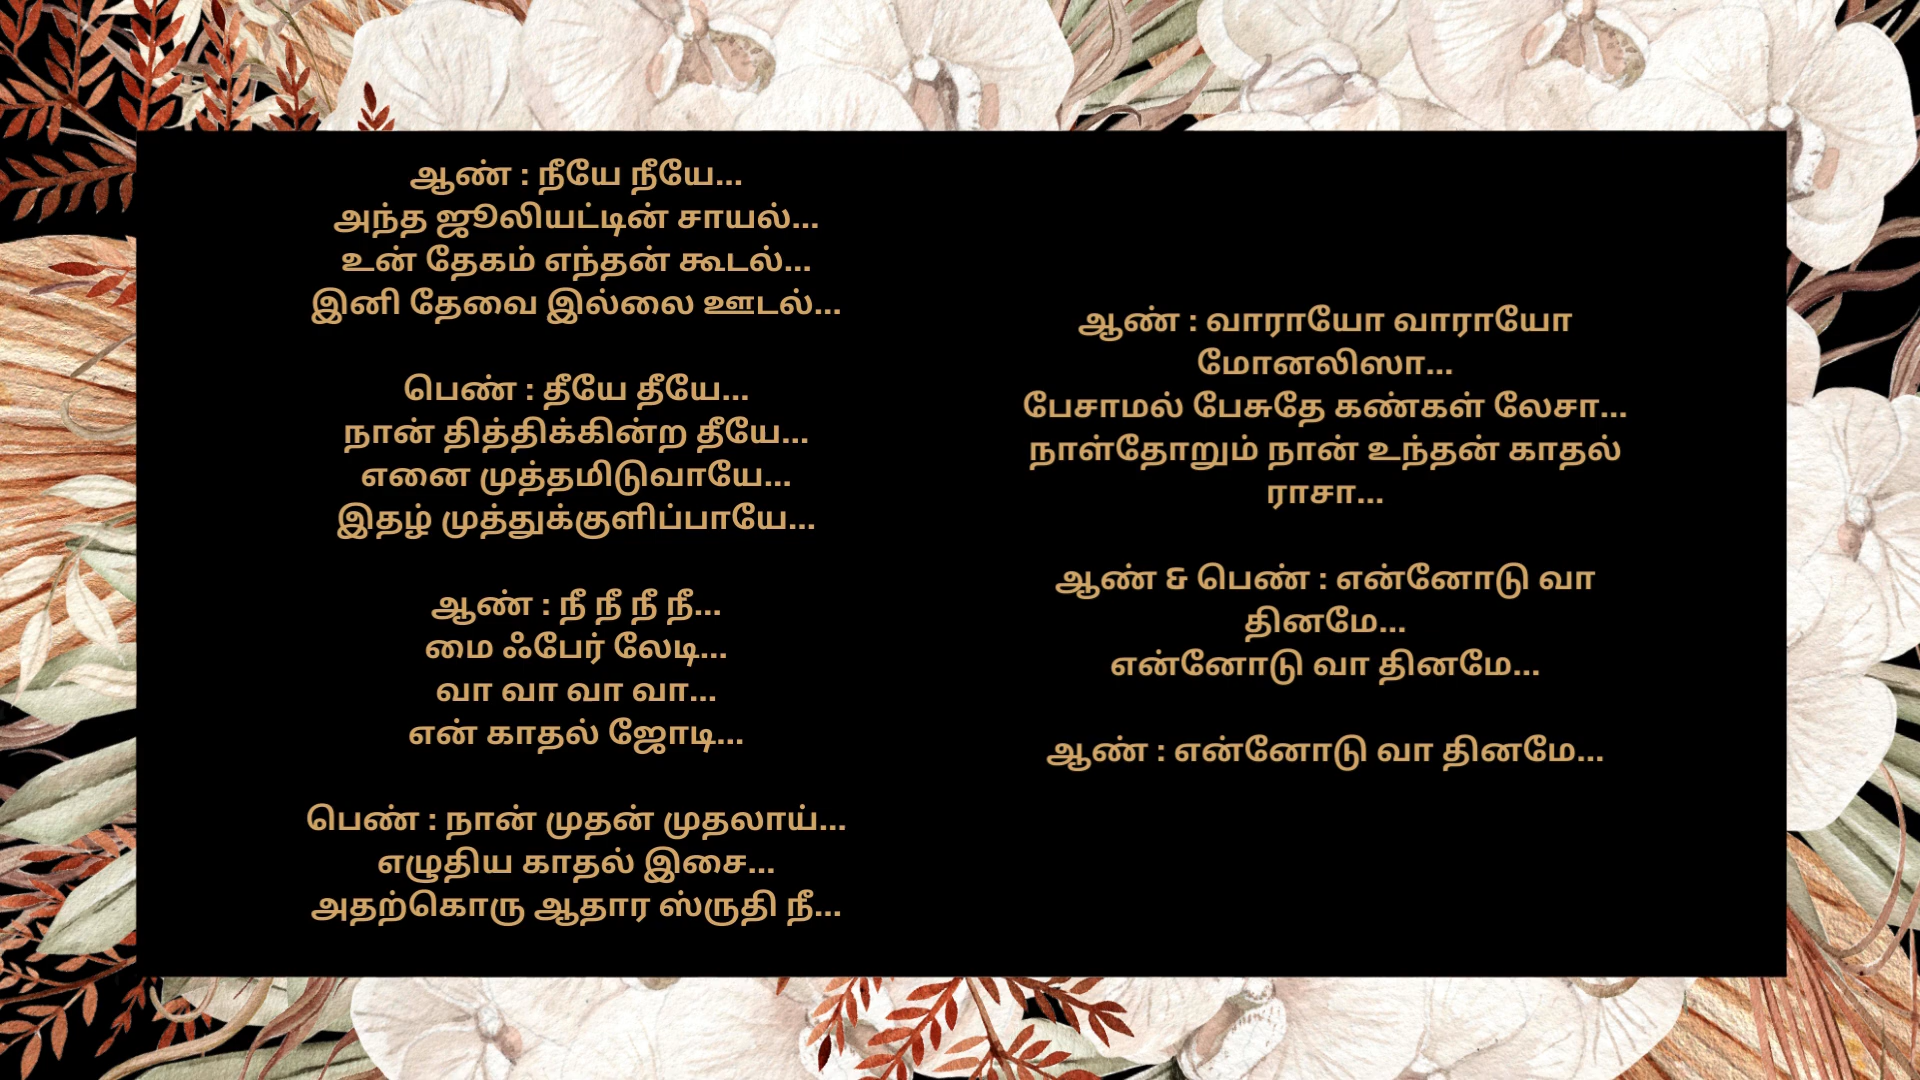 ஆண் : நீயே நீயே...
அந்த ஜூலியட்டின் சாயல்...
உன் தேகம் எந்தன் கூடல்...
இனி தேவை இல்லை ஊடல்...
பெண் : தீயே தீயே...
நான் தித்திக்கின்ற தீயே...
எனை முத்தமிடுவாயே...
இதழ் முத்துக்குளிப்பாயே...
ஆண் : நீ நீ நீ நீ...
மை ஃபேர் லேடி...
வா வா வா வா...
என் காதல் ஜோடி...
பெண் : நான் முதன் முதலாய்...
எழுதிய காதல் இசை...
அதற்கொரு ஆதார ஸ்ருதி நீ...
ஆண் : வாராயோ வாராயோ
மோனலிஸா...
பேசாமல் பேசுதே கண்கள் லேசா...
நாள்தோறும் நான் உந்தன் காதல்
ராசா...
ஆண் & பெண் : என்னோடு வா
தினமே...
என்னோடு வா தினமே...
ஆண் : என்னோடு வா தினமே...